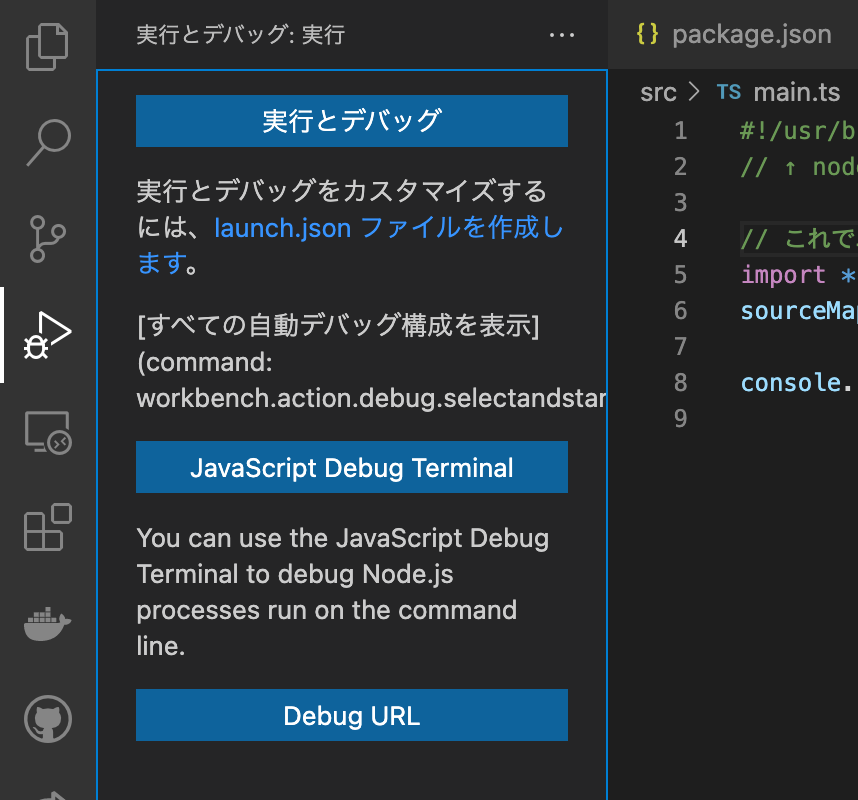 実行とデバッグ: 実行
実行とデバッグ
実行とデバッグをカスタマイズする
には、launch.json ファイルを作成し
ます。
[すべての自動デバッグ構成を表示]
(command:
workbench.action.debug.selectandstar
JavaScript Debug Terminal
You can use the JavaScript Debug
Terminal to debug Node.js
processes run on the command
line.
Debug URL
{} package.json
src > TS main.ts
1 #!/usr/b
2 // ↑ node
3
4 // これで
5 import *
6 sourceMap
7
8 console.
9